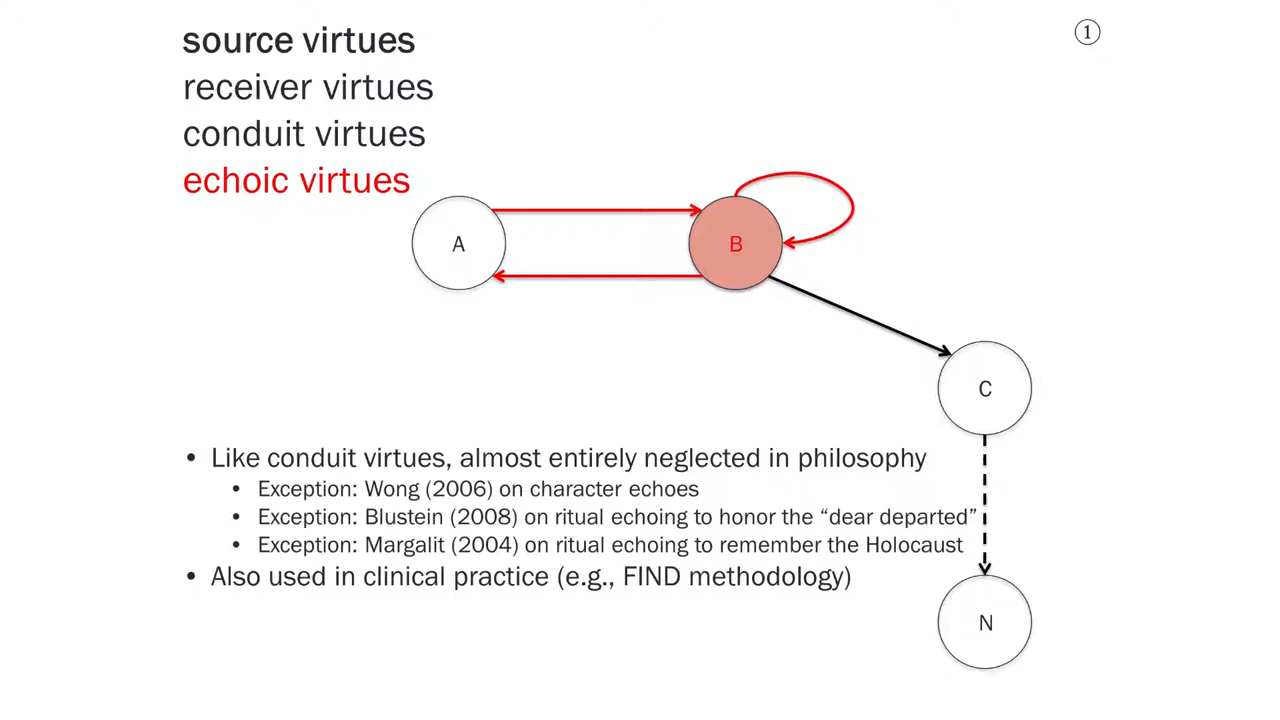 source virtues
①
receiver virtues
conduit virtues
echoic virtues
A
B
C
• Like conduit virtues, almost entirely neglected in philosophy
• Exception: Wong (2006) on character echoes
• Exception: Blustein (2008) on ritual echoing to honor the “dear departed”
• Exception: Margalit (2004) on ritual echoing to remember the Holocaust
• Also used in clinical practice (e.g., FIND methodology)
N